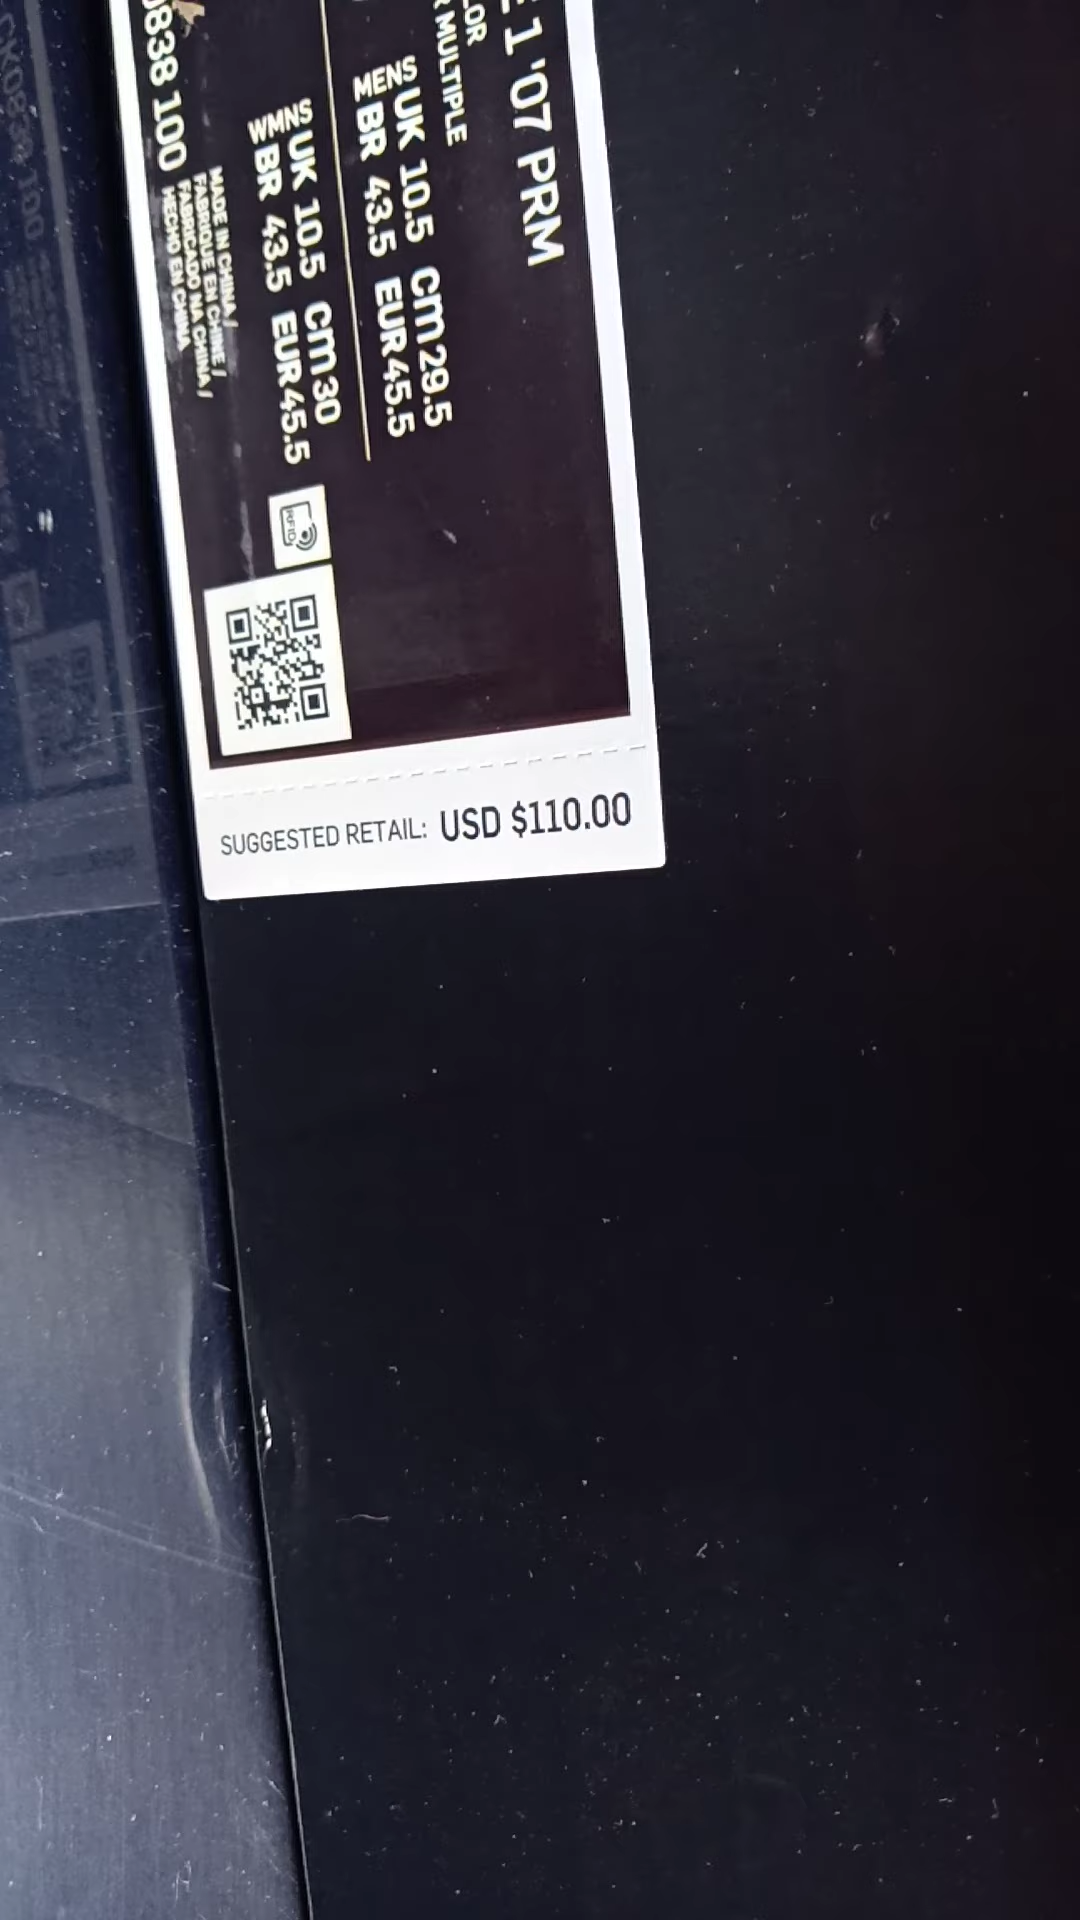 1 '07 PRM
MULTIPLE
MENS UK 10.5 cm 29.5
BR 43.5 EUR 45.5
WMNS UK 10.5 cm 30
BR 43.5 EUR 45.5
MADE IN CHINA /
FABRIQUE EN CHINE /
FABRICADO NA CHINA /
HECHO EN CHINA
0838 100
RFID
SUGGESTED RETAIL: USD $110.00